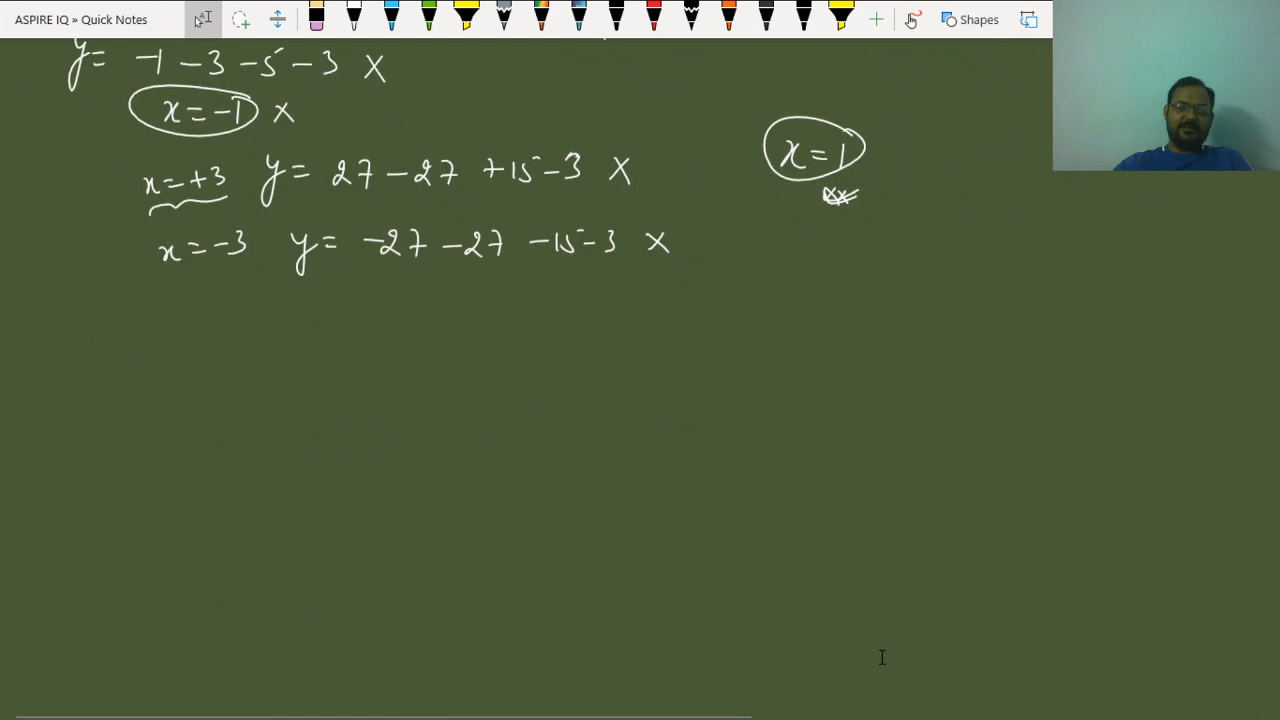 ASPIRE IQ » Quick Notes
Shapes
y= -1 -3 -5 -3 X
x=-1 X
x=1
x=+3 y= 27 -27 +15 -3 X
x=-3 y= -27 -27 -15 -3 X